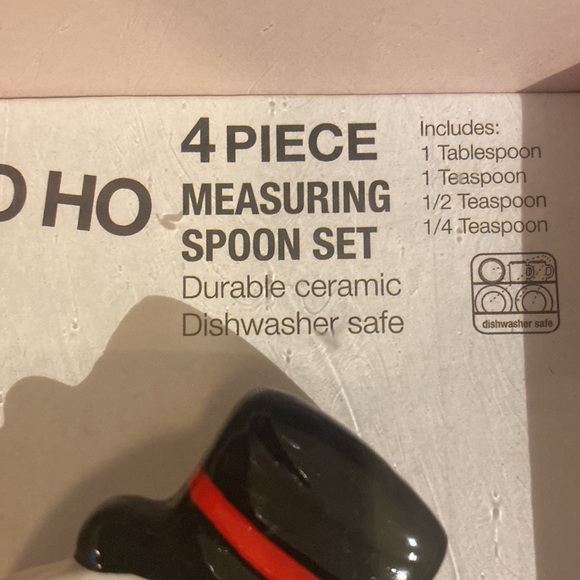 HO
4 PIECE
MEASURING
SPOON SET
Durable ceramic
Dishwasher safe
Includes:
1 Tablespoon
1 Teaspoon
1/2 Teaspoon
1/4 Teaspoon
dishwasher safe